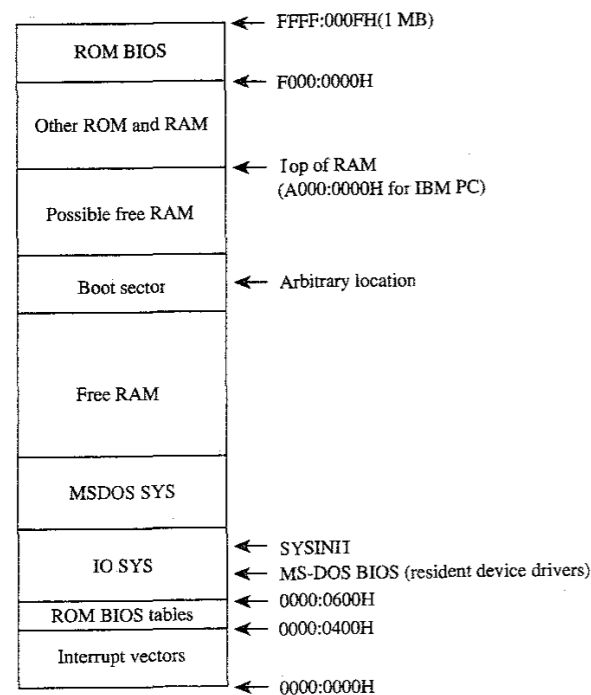 FFFF:000FH(1 MB)
ROM BIOS
F000:0000H
Other ROM and RAM
Top of RAM
(A000:0000H for IBM PC)
Possible free RAM
Boot sector
Arbitrary location
Free RAM
MSDOS SYS
SYSINIT
IO SYS
MS-DOS BIOS (resident device drivers)
0000:0600H
ROM BIOS tables
0000:0400H
Interrupt vectors
0000:0000H